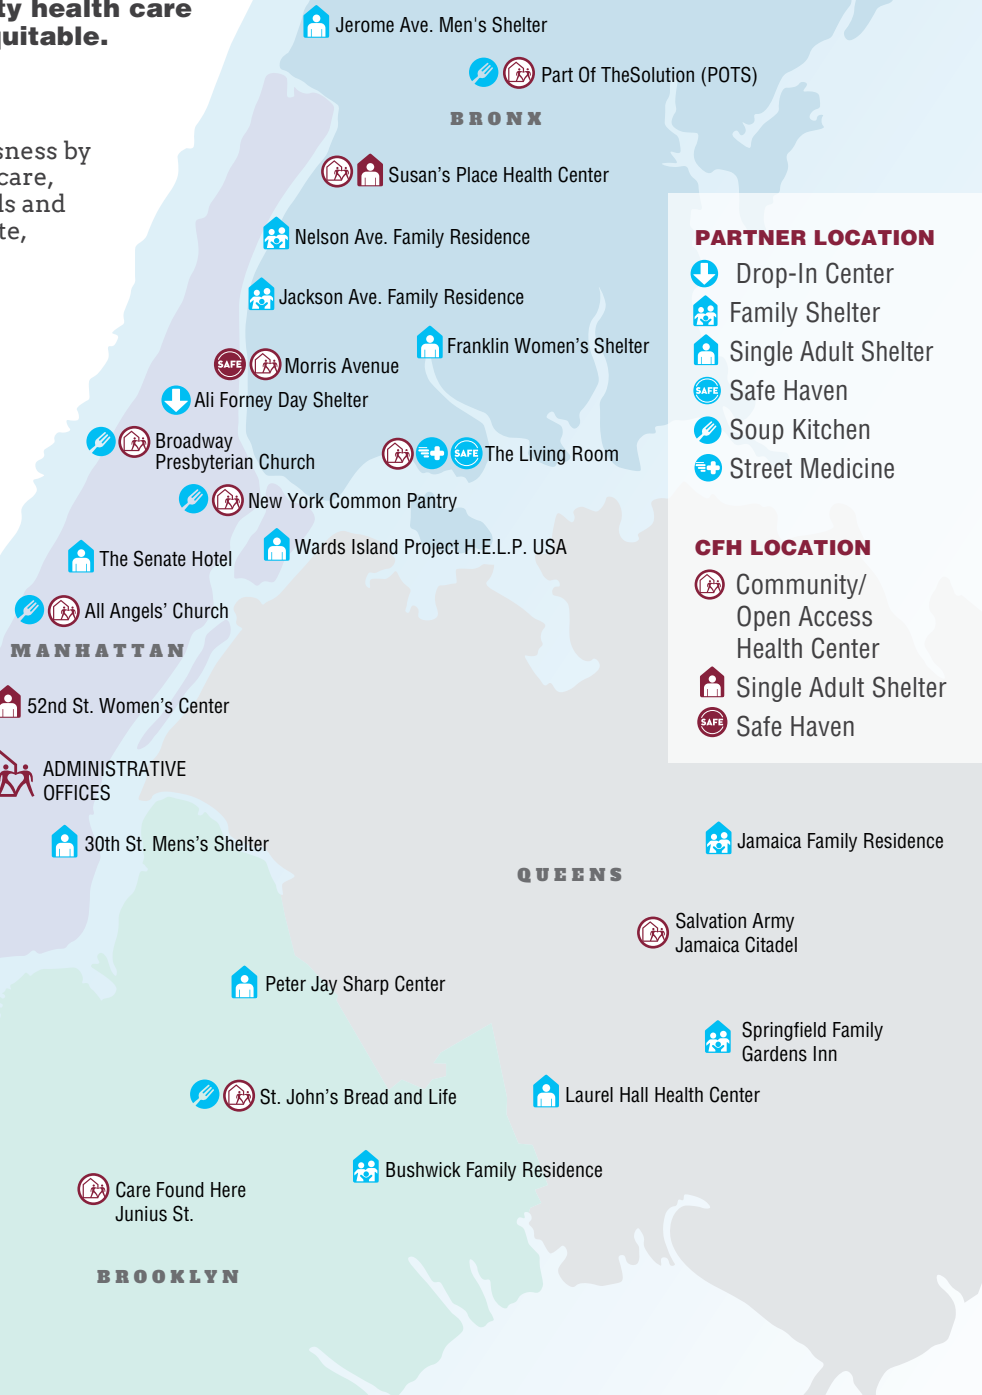 ty health care
quitable.
sness by
care,
ls and
te,
Jerome Ave. Men's Shelter
Part Of TheSolution (POTS)
BRONX
Susan's Place Health Center
Nelson Ave. Family Residence
Jackson Ave. Family Residence
Franklin Women's Shelter
SAFE
Morris Avenue
Ali Forney Day Shelter
Broadway
Presbyterian Church
SAFE
The Living Room
New York Common Pantry
Wards Island Project H.E.L.P. USA
The Senate Hotel
All Angels' Church
MANHATTAN
52nd St. Women's Center
ADMINISTRATIVE
OFFICES
30th St. Mens's Shelter
PARTNER LOCATION
Drop-In Center
Family Shelter
Single Adult Shelter
SAFE
Safe Haven
Soup Kitchen
Street Medicine
CFH LOCATION
Community/
Open Access
Health Center
Single Adult Shelter
SAFE
Safe Haven
Jamaica Family Residence
QUEENS
Salvation Army
Jamaica Citadel
Peter Jay Sharp Center
Springfield Family
Gardens Inn
St. John's Bread and Life
Laurel Hall Health Center
Bushwick Family Residence
Care Found Here
Junius St.
BROOKLYN